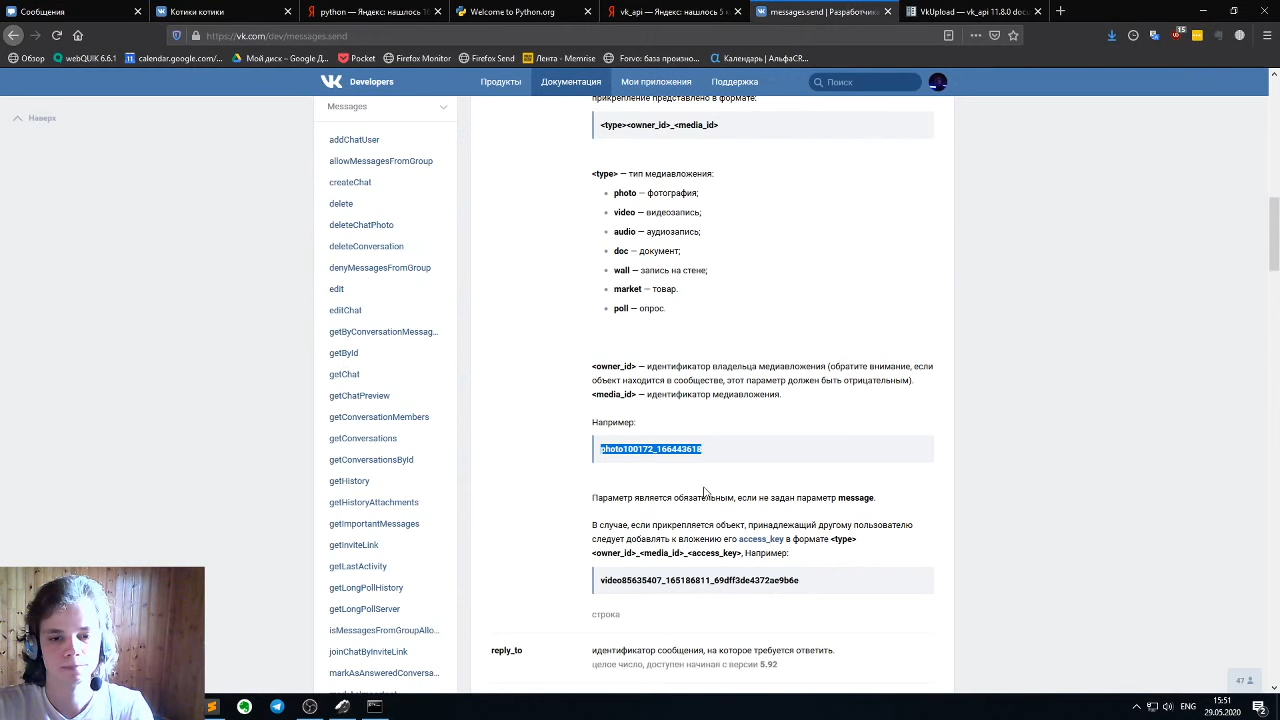 Сообщения
Котики котики
python — Яндекс: нашлось 16
Welcome to Python.org
vk_api — Яндекс: нашлось 5
messages.send | Разработчики
VkUpload — vk_api 11.8.0 docu
https://vk.com/dev/messages.send
15
Обзор
webQUIK 6.6.1
calendar.google.com/...
Мой диск – Google Д...
Pocket
Firefox Monitor
Firefox Send
Лента - Memrise
Forvo: база произно...
Календарь | АльфаСR...
Developers
Продукты
Документация
Мои приложения
Поддержка
Поиск
Messages
Наверх
addChatUser
allowMessagesFromGroup
createChat
delete
deleteChatPhoto
deleteConversation
denyMessagesFromGroup
edit
editChat
getByConversationMessag...
getById
getChat
getChatPreview
getConversationMembers
getConversations
getConversationsById
getHistory
getHistoryAttachments
getImportantMessages
getInviteLink
getLastActivity
getLongPollHistory
getLongPollServer
isMessagesFromGroupAllo...
joinChatByInviteLink
markAsAnsweredConversa...
прикрепление представлено в формате:
<type><owner_id>_<media_id>
<type> — тип медиавложения:
photo — фотография;
video — видеозапись;
audio — аудиозапись;
doc — документ;
wall — запись на стене;
market — товар.
poll — опрос.
<owner_id> — идентификатор владельца медиавложения (обратите внимание, если
объект находится в сообществе, этот параметр должен быть отрицательным).
<media_id> — идентификатор медиавложения.
Например:
photo100172_166443618
Параметр является обязательным, если не задан параметр message.
В случае, если прикрепляется объект, принадлежащий другому пользователю
следует добавлять к вложению его access_key в формате <type>
<owner_id>_<media_id>_<access_key>, Например:
video85635407_165186811_69dff3de4372ae9b6e
строка
reply_to
идентификатор сообщения, на которое требуется ответить.
целое число, доступен начиная с версии 5.92
47
ENG
15:51
29.05.2020